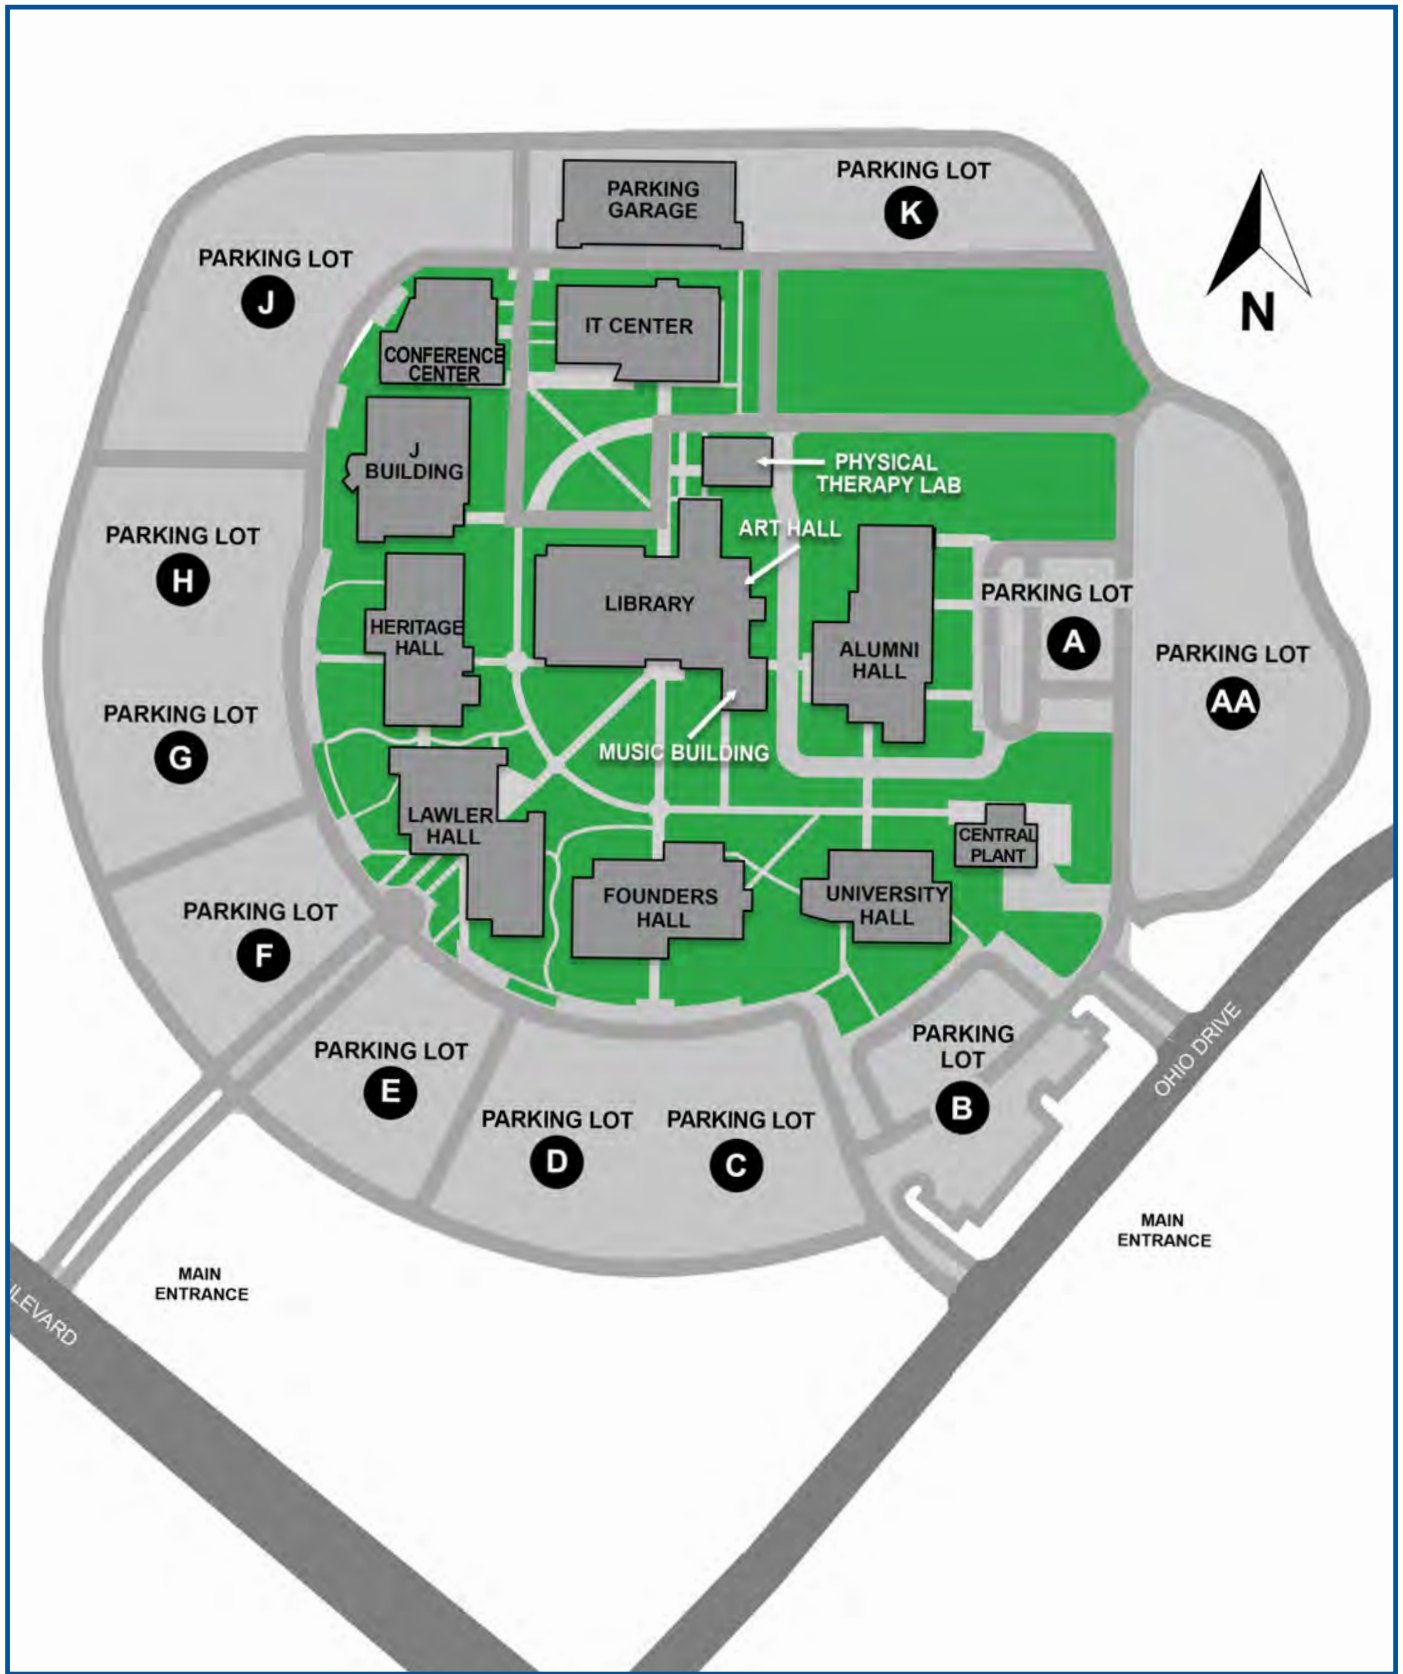 PARKING LOT
K
PARKING
GARAGE
N
PARKING LOT
J
IT CENTER
CONFERENCE
CENTER
J
BUILDING
PHYSICAL
THERAPY LAB
ART HALL
PARKING LOT
H
LIBRARY
PARKING LOT
A
HERITAGE
HALL
ALUMNI
HALL
PARKING LOT
AA
PARKING LOT
G
MUSIC BUILDING
LAWLER
HALL
CENTRAL
PLANT
FOUNDERS
HALL
UNIVERSITY
HALL
PARKING LOT
F
PARKING
LOT
B
OHIO DRIVE
PARKING LOT
E
PARKING LOT
D
PARKING LOT
C
MAIN
ENTRANCE
MAIN
ENTRANCE